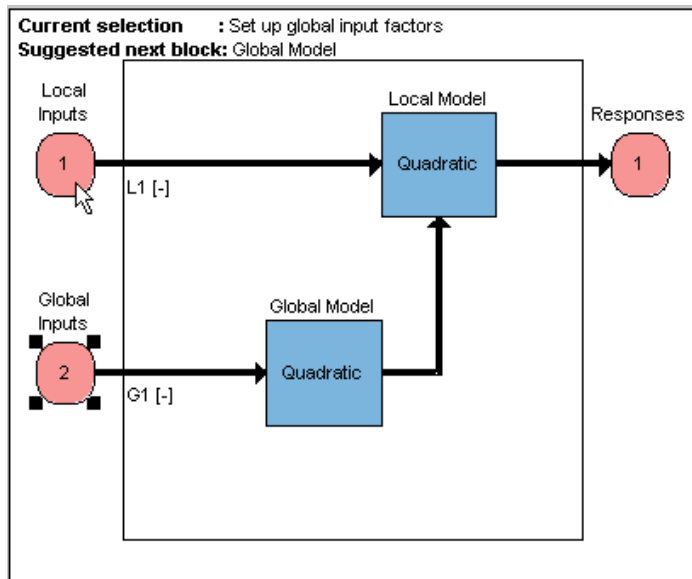 Current selection : Set up global input factors
Suggested next block: Global Model
Local
Inputs
Local Model
Responses
1
Quadratic
1
L1 [-]
Global
Inputs
Global Model
2
Quadratic
G1 [-]